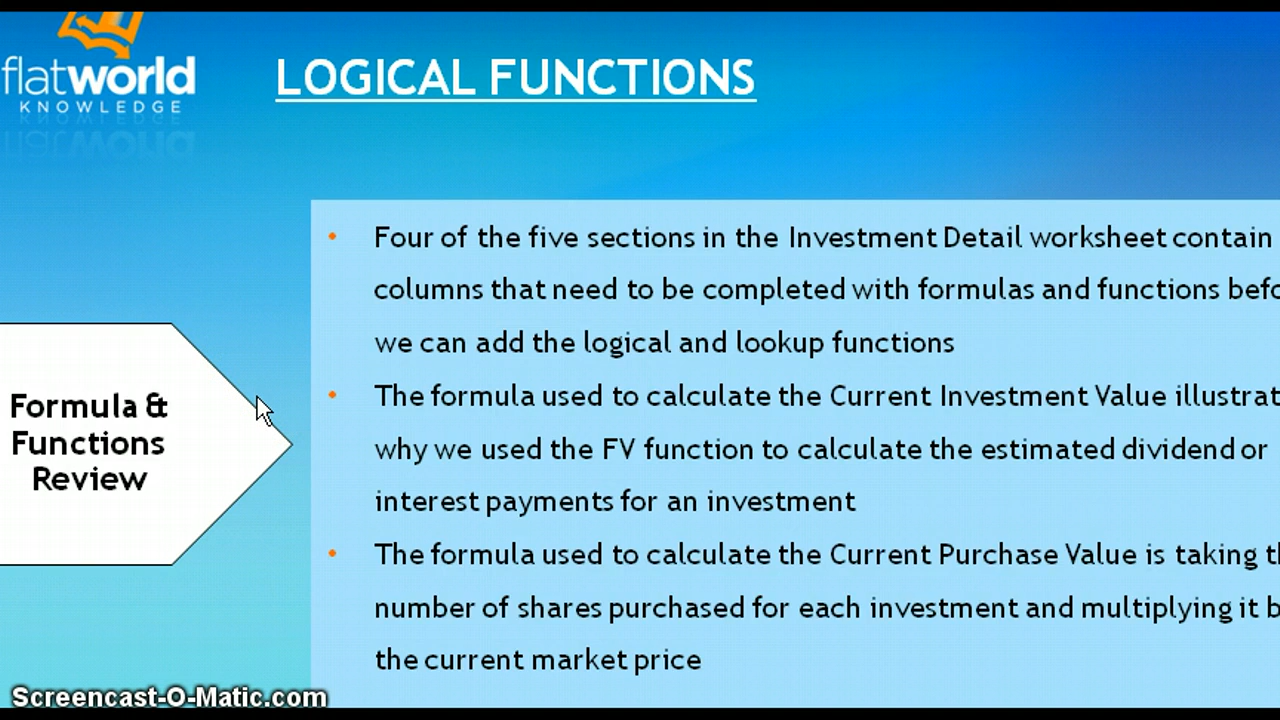 flatworld
KNOWLEDGE
LOGICAL FUNCTIONS
Formula &
Functions
Review
• Four of the five sections in the Investment Detail worksheet contain
columns that need to be completed with formulas and functions befo
we can add the logical and lookup functions
• The formula used to calculate the Current Investment Value illustrat
why we used the FV function to calculate the estimated dividend or
interest payments for an investment
• The formula used to calculate the Current Purchase Value is taking th
number of shares purchased for each investment and multiplying it b
the current market price
Screencast-O-Matic.com